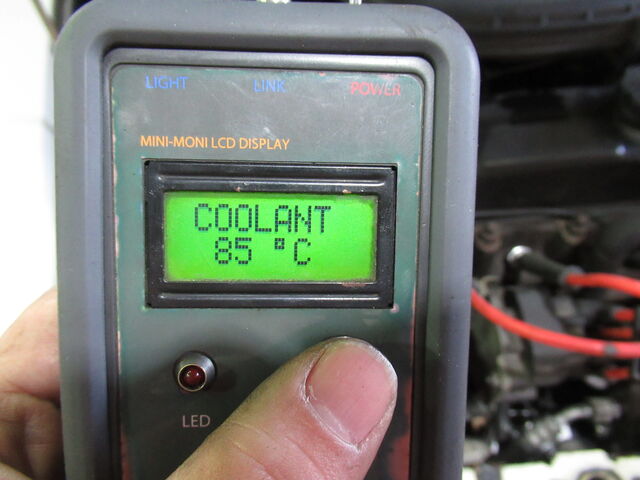 LIGHT LINK POWER
MINI-MONI LCD DISPLAY
COOLANT
85 °C
LED